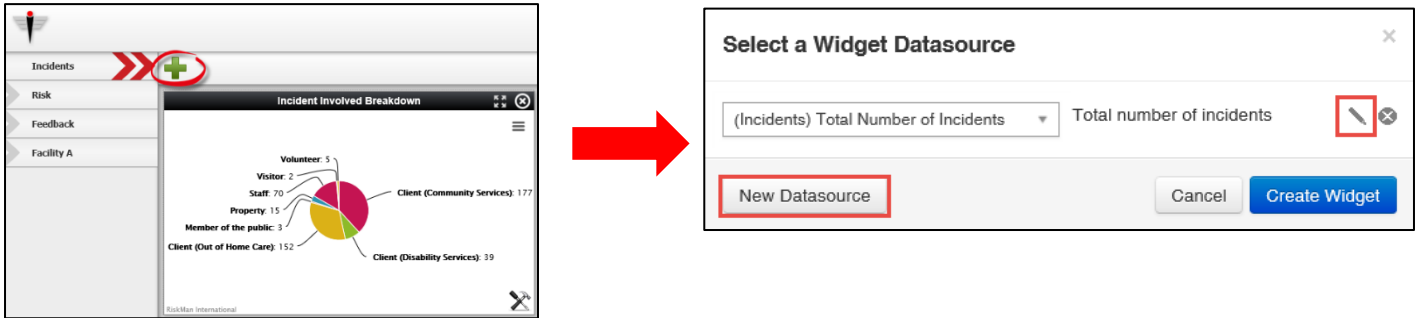 Incidents
Risk
Feedback
Facility A
Incident Involved Breakdown
Volunteer: 5
Visitor: 2
Staff: 70
Client (Community Services): 177
Property: 15
Member of the public: 3
Client (Out of Home Care): 152
Client (Disability Services): 39
RiskMan International
Select a Widget Datasource
(Incidents) Total Number of Incidents
Total number of incidents
New Datasource
Cancel
Create Widget